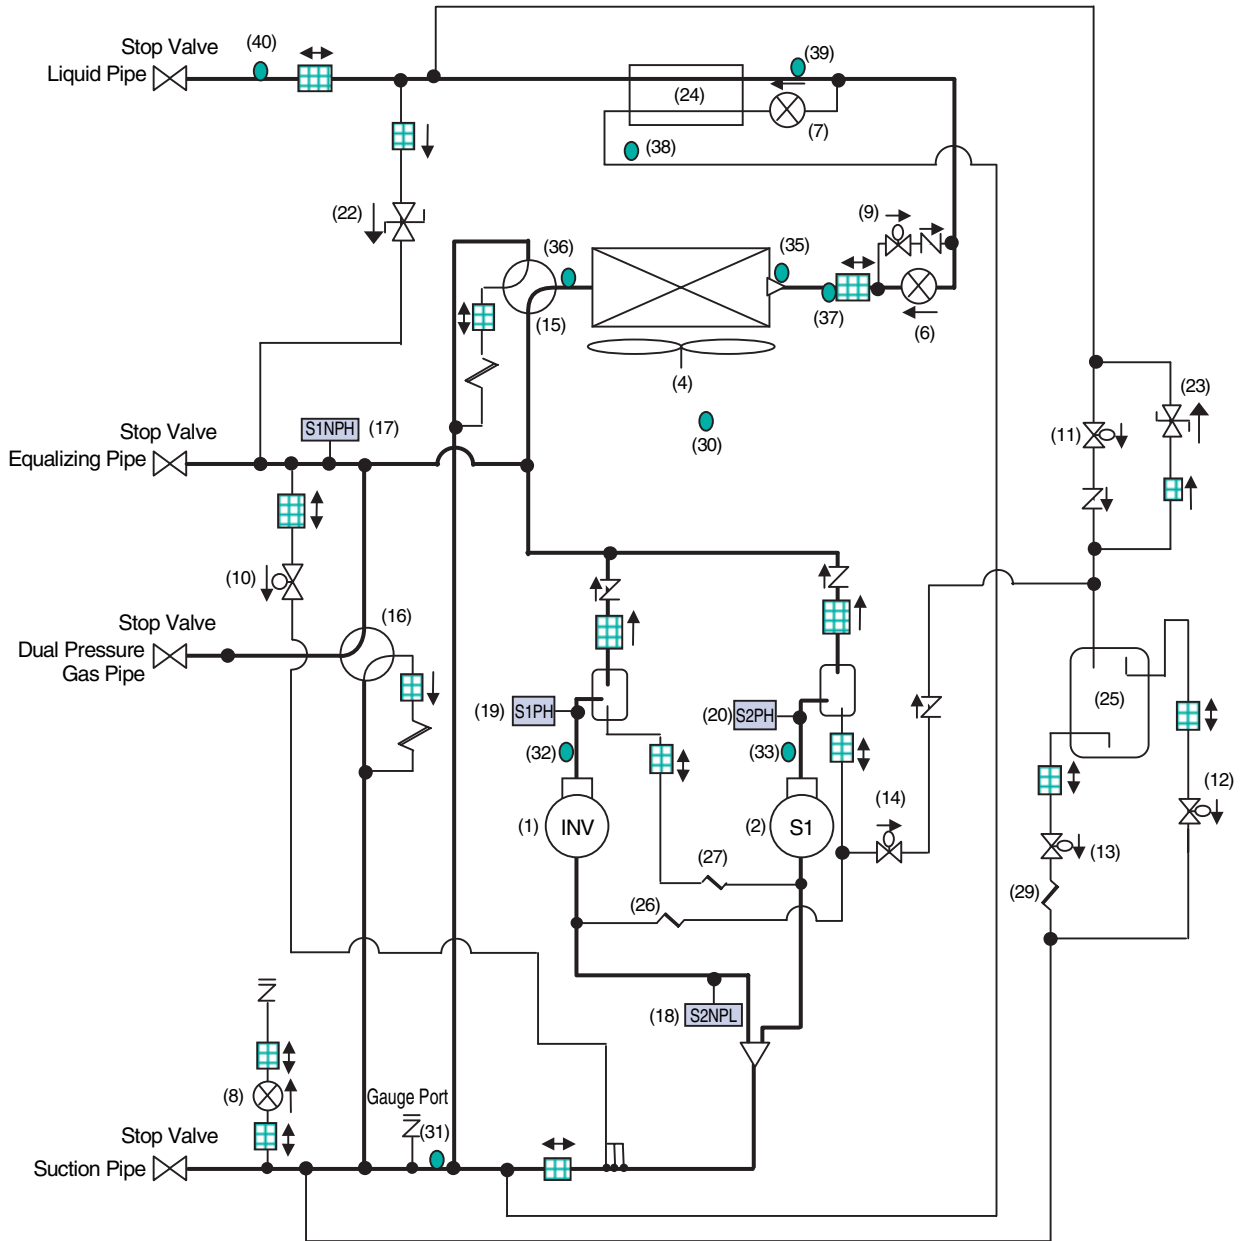 Stop Valve
Liquid Pipe
(40)
(39)
(24)
(7)
(38)
(22)
(9)
(36)
(35)
(15)
(37)
(6)
(4)
(23)
(30)
(11)
Stop Valve
Equalizing Pipe
S1NPH
(17)
(10)
(16)
Stop Valve
Dual Pressure
Gas Pipe
(25)
(19)
S1PH
(20)
S2PH
(32)
(33)
(12)
(14)
(1)
INV
(2)
S1
(13)
(27)
(29)
(26)
(18)
S2NPL
(8)
Gauge Port
(31)
Stop Valve
Suction Pipe